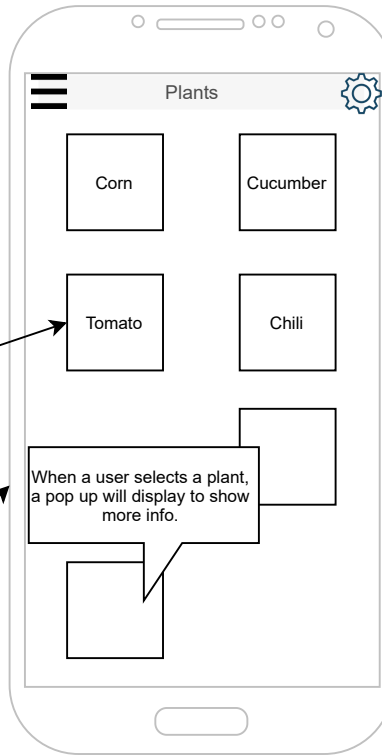 Plants
Corn
Cucumber
Tomato
Chili
When a user selects a plant,
a pop up will display to show
more info.